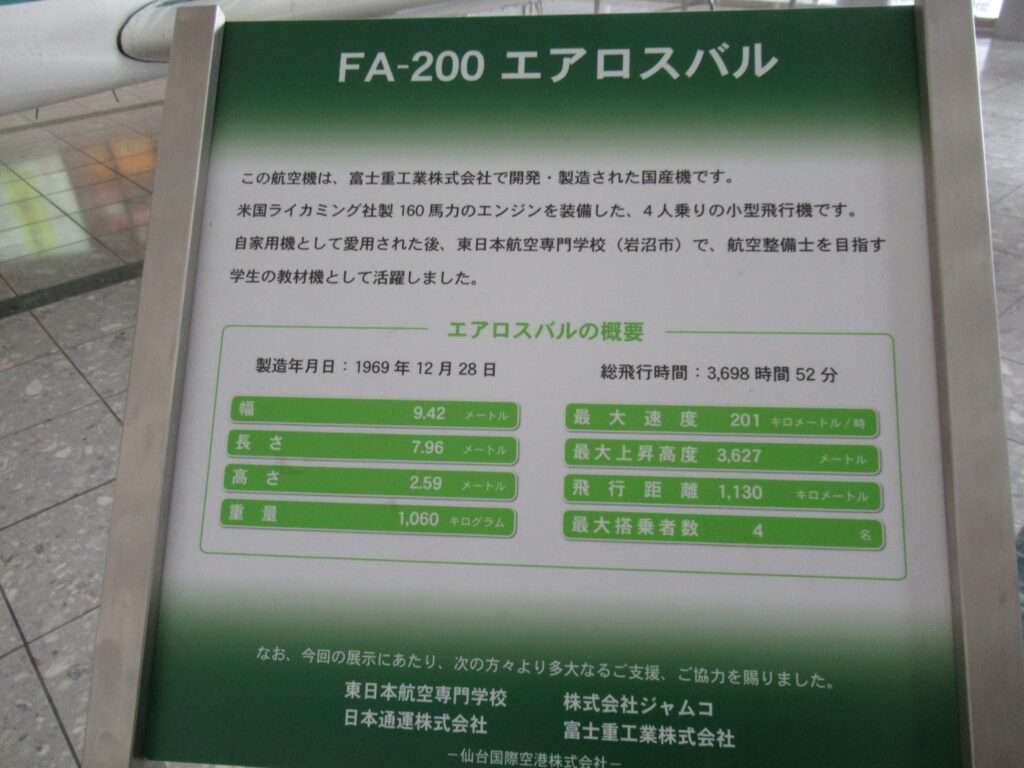 FA-200 エアロスバル
この航空機は、富士重工業株式会社で開発・製造された国産機です。
米国ライカミング社製 160 馬力のエンジンを装備した、4 人乗りの小型飛行機です。
自家用機として愛用された後、東日本航空専門学校（岩沼市）で、航空整備士を目指す
学生の教材機として活躍しました。
エアロスバルの概要
製造年月日：1969 年 12 月 28 日
総飛行時間：3,698 時間 52 分
幅 9.42 メートル
長さ 7.96 メートル
高さ 2.59 メートル
重量 1,060 キログラム
最大速度 201 キロメートル / 時
最大上昇高度 3,627 メートル
飛行距離 1,130 キロメートル
最大搭乗者数 4 名
なお、今回の展示にあたり、次の方々より多大なるご支援、ご協力を賜りました。
東日本航空専門学校 株式会社ジャムコ
日本通運株式会社 富士重工業株式会社
－仙台国際空港株式会社－